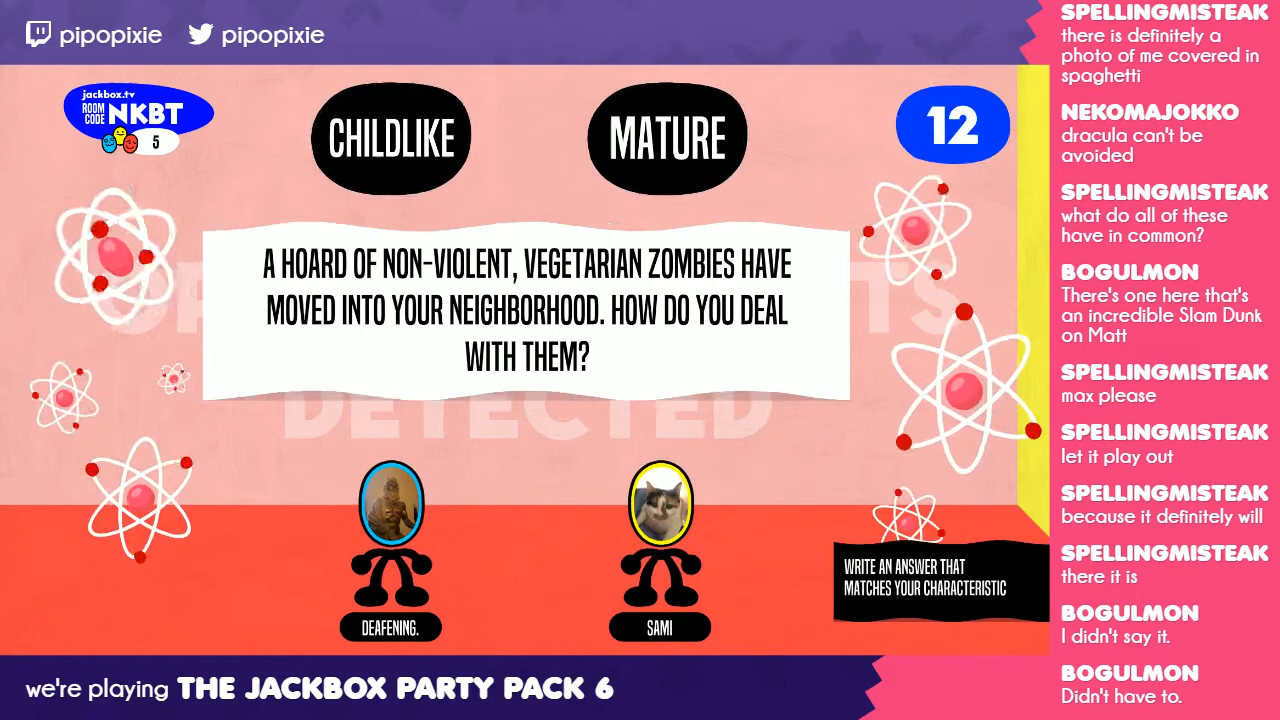 pipopixie pipopixie
jackbox.tv
ROOM CODE NKBT
5
CHILDLIKE
MATURE
12
A HOARD OF NON-VIOLENT, VEGETARIAN ZOMBIES HAVE
MOVED INTO YOUR NEIGHBORHOOD. HOW DO YOU DEAL
WITH THEM?
DETECTED
DEAFENING.
SAMI
WRITE AN ANSWER THAT
MATCHES YOUR CHARACTERISTIC
we're playing THE JACKBOX PARTY PACK 6
SPELLINGMISTEAK
there is definitely a
photo of me covered in
spaghetti
NEKOMAJOKKO
dracula can't be
avoided
SPELLINGMISTEAK
what do all of these
have in common?
BOGULMON
There's one here that's
an incredible Slam Dunk
on Matt
SPELLINGMISTEAK
max please
SPELLINGMISTEAK
let it play out
SPELLINGMISTEAK
because it definitely will
SPELLINGMISTEAK
there it is
BOGULMON
I didn't say it.
BOGULMON
Didn't have to.